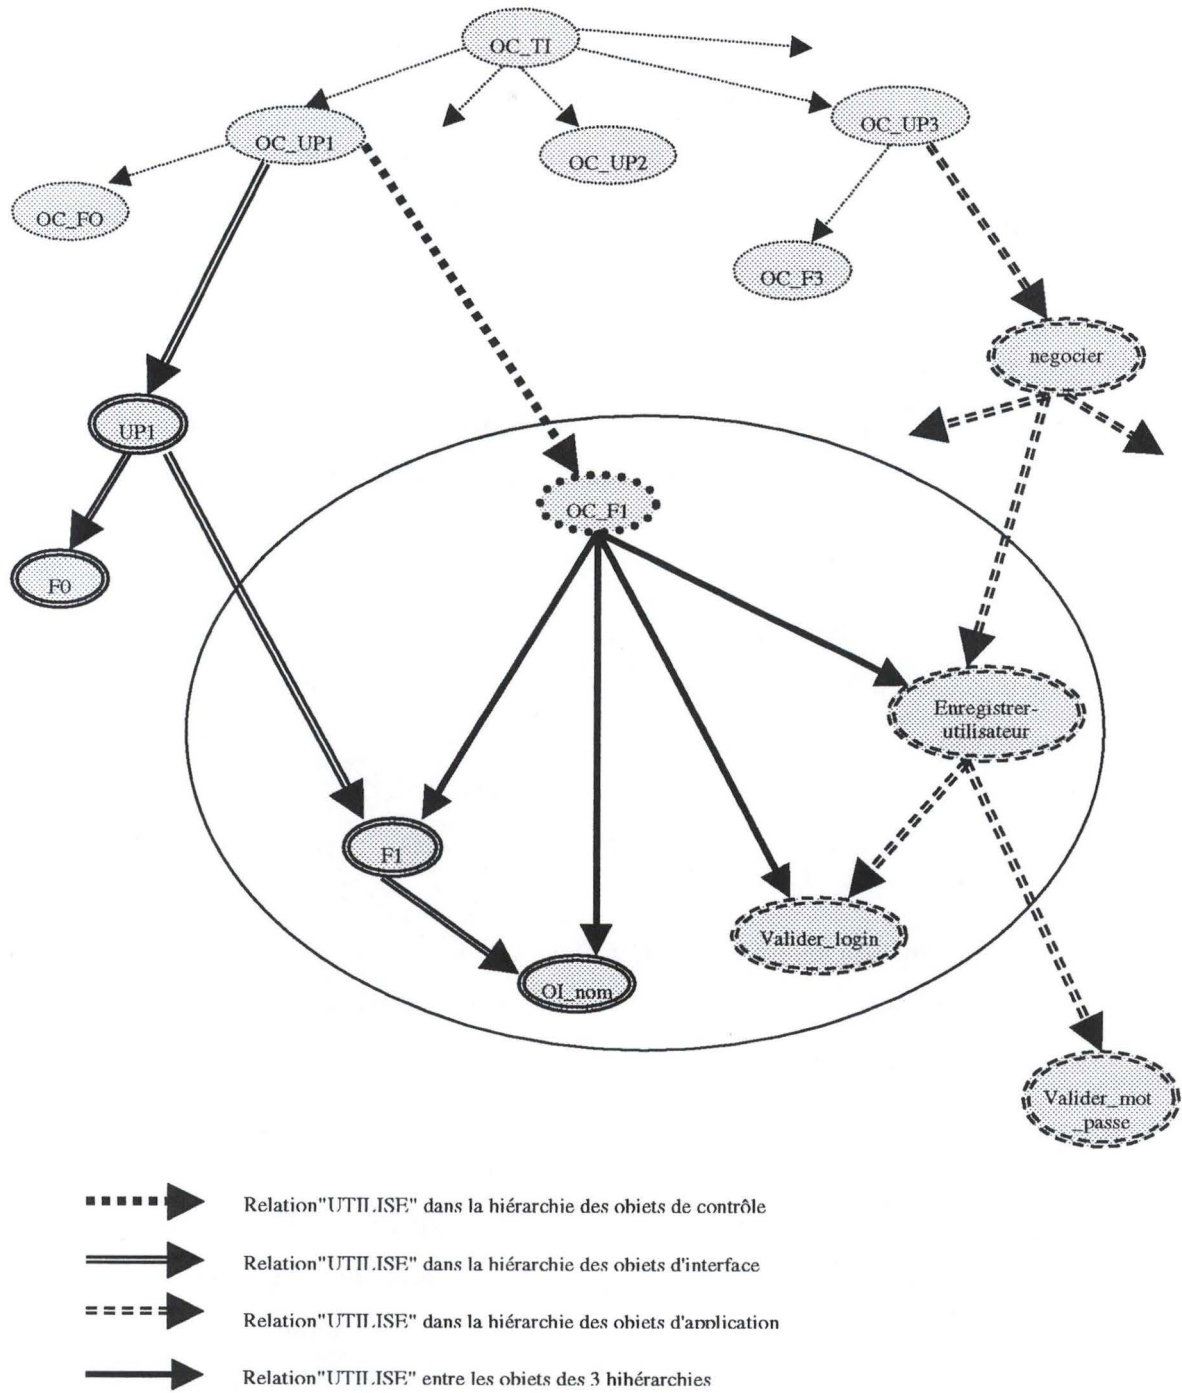 OC_TI
OC_UP1
OC_UP2
OC_UP3
OC_FO
OC_F3
negocier
UP1
OC_F1
F0
Enregistrer-
utilisateur
F1
Valider_login
OI_nom
Valider_mot
_passe
Relation"UTILISE" dans la hiérarchie des objets de contrôle
Relation"UTILISE" dans la hiérarchie des objets d'interface
Relation"UTILISE" dans la hiérarchie des objets d'application
Relation"UTILISE" entre les objets des 3 hihérarchies